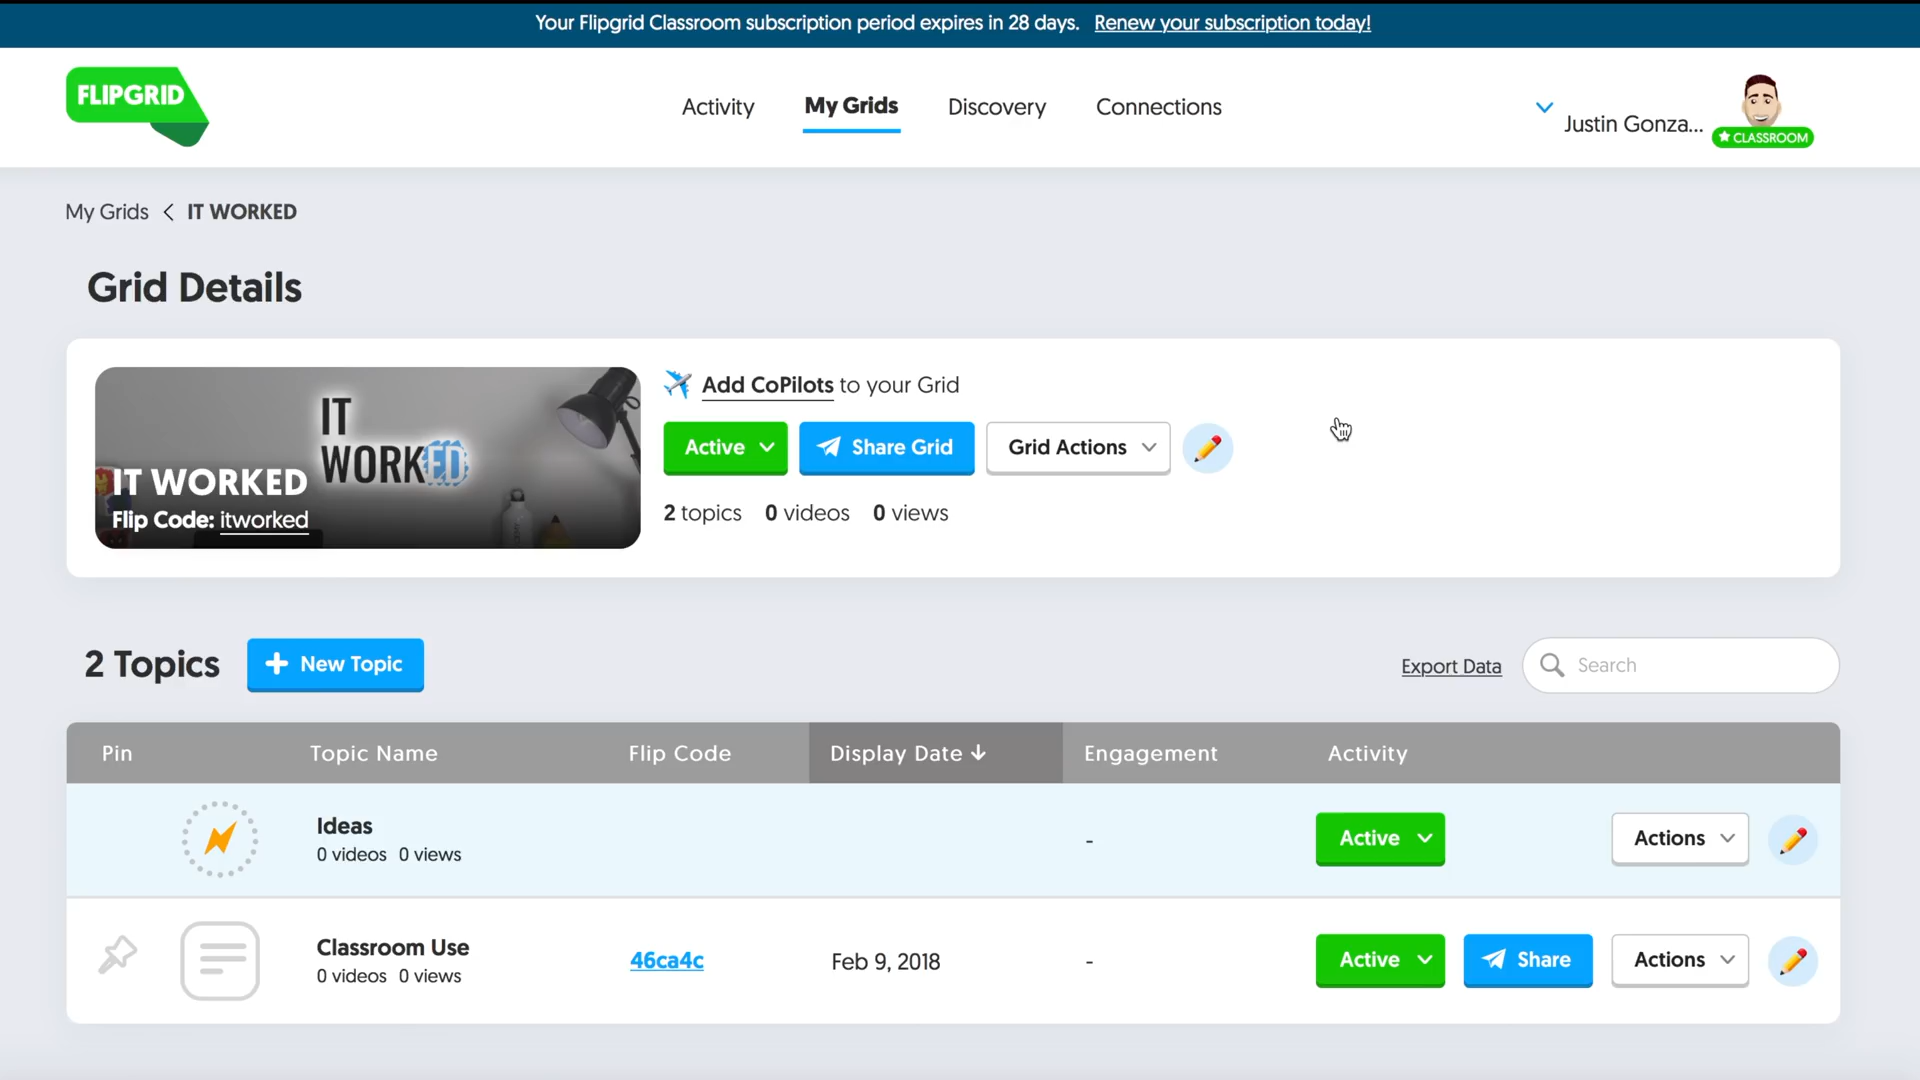 Your Flipgrid Classroom subscription period expires in 28 days. Renew your subscription today!
FLIPGRID
Activity
My Grids
Discovery
Connections
Justin Gonza...
CLASSROOM
My Grids < IT WORKED
Grid Details
IT
WORKED
IT WORKED
Flip Code: itworked
Add CoPilots to your Grid
Active
Share Grid
Grid Actions
2 topics 0 videos 0 views
2 Topics
+ New Topic
Export Data
Search
Pin Topic Name Flip Code Display Date ↓ Engagement Activity
Ideas
0 videos 0 views
-
Active
Actions
Classroom Use
0 videos 0 views
46ca4c
Feb 9, 2018
-
Active
Share
Actions